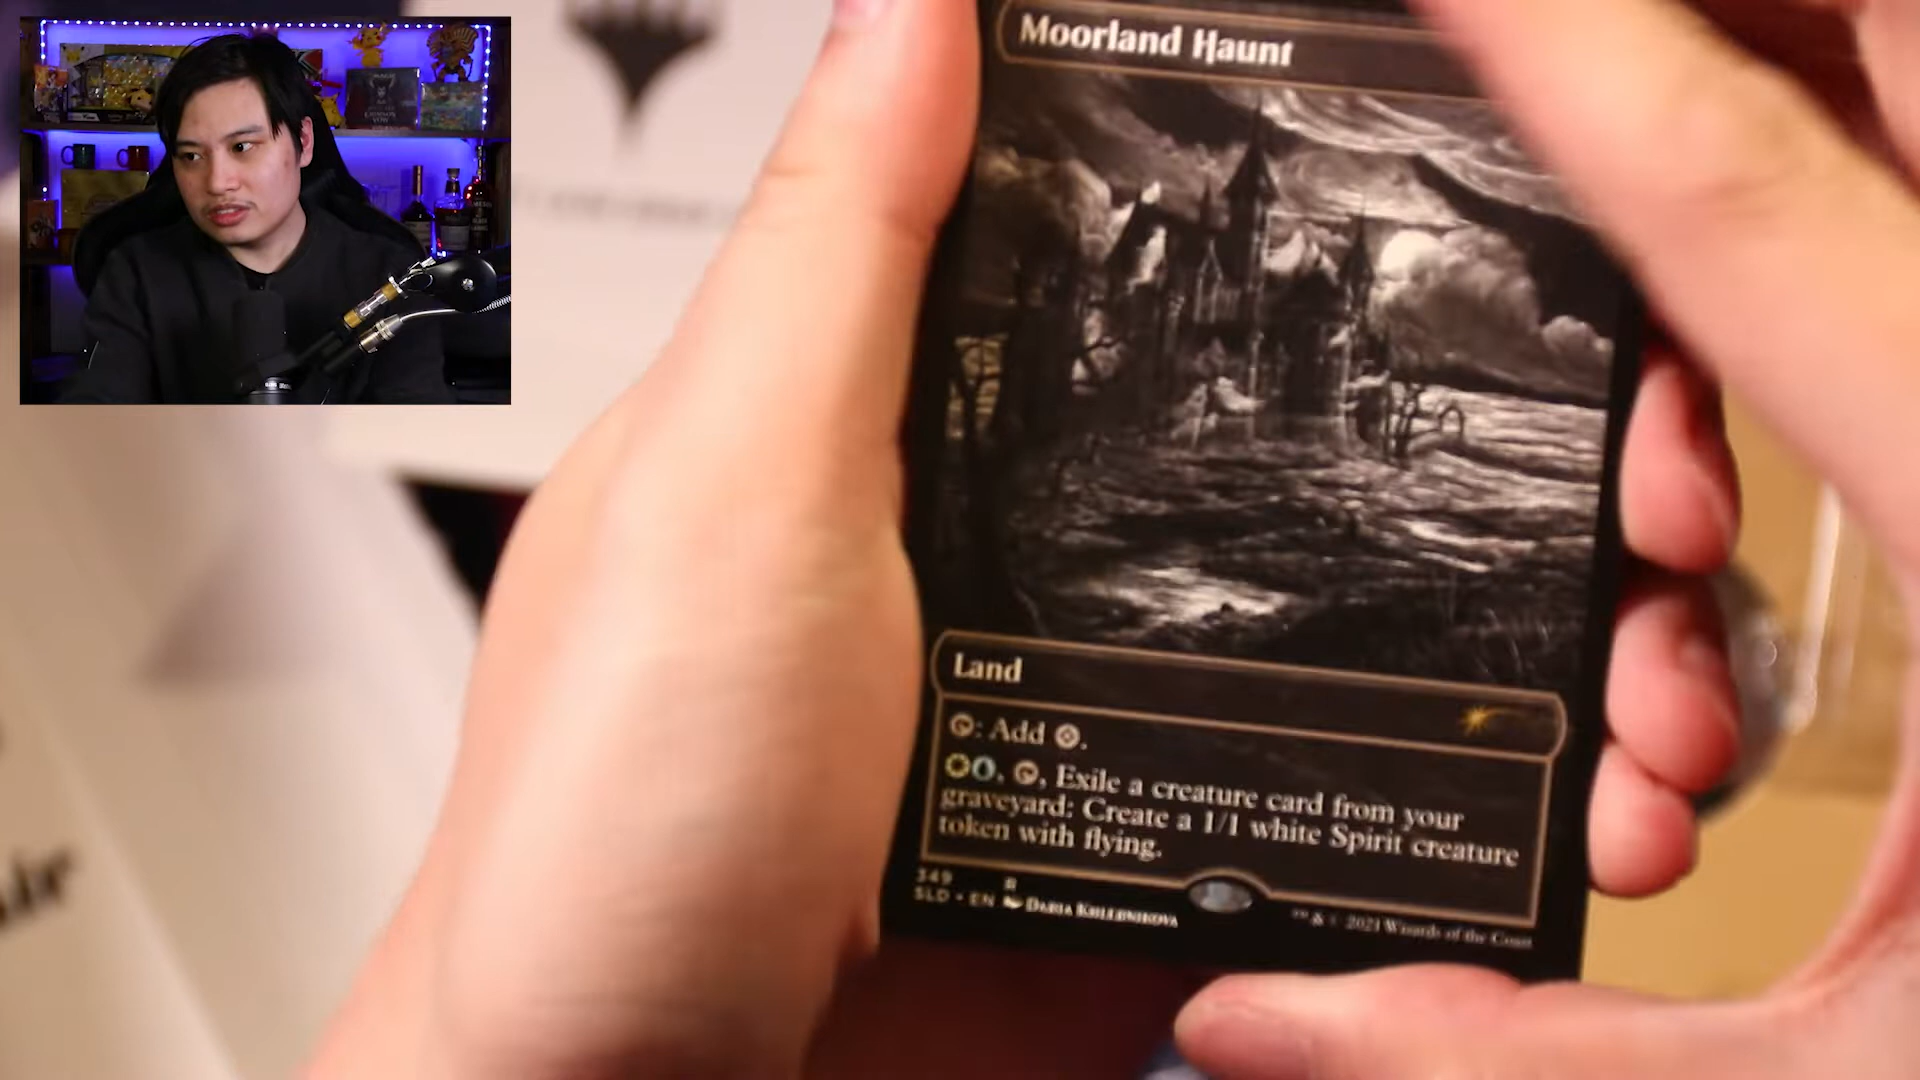 Moorland Haunt
Land
: Add .
, , Exile a creature card from your
graveyard: Create a 1/1 white Spirit creature
token with flying.
349 R
SLD • EN DARIA KHLEBNIKOVA
™ & © 2021 Wizards of the Coast